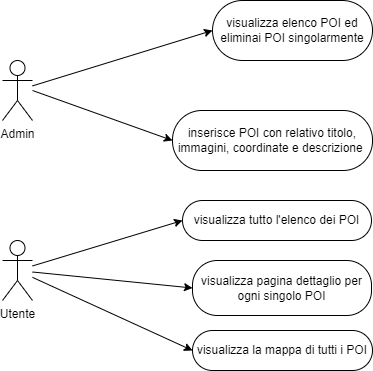 visualizza elenco POI ed
eliminai POI singolarmente
Admin
inserisce POI con relativo titolo,
immagini, coordinate e descrizione
visualizza tutto l'elenco dei POI
visualizza pagina dettaglio per
ogni singolo POI
Utente
visualizza la mappa di tutti i POI